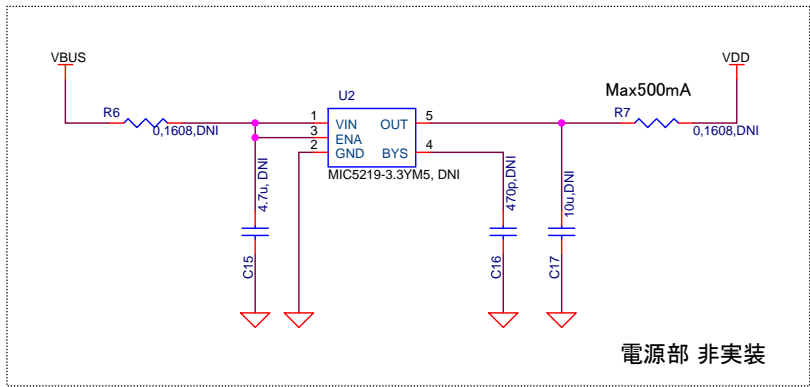 VBUS
VDD
U2
Max500mA
R6
R7
0,1608,DNI
0,1608,DNI
1
3
2
VIN
ENA
GND
OUT
BYS
5
4
MIC5219-3.3YM5, DNI
4.7u, DNI
470p,DNI
10u,DNI
C15
C16
C17
電源部 非実装